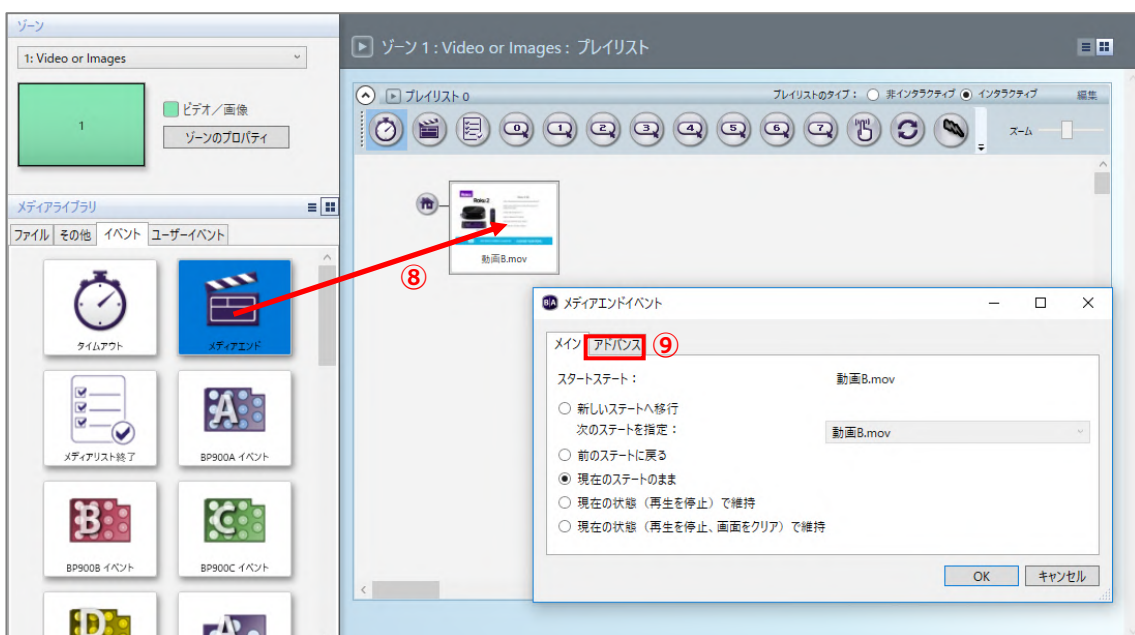 ゾーン
1: Video or Images
1
ビデオ／画像
ゾーンのプロパティ
メディアライブラリ
ファイル その他 イベント ユーザーイベント
タイムアウト メディアエンド
メディアリスト終了 BP900A イベント
BP900B イベント BP900C イベント
ゾーン 1 : Video or Images : プレイリスト
プレイリスト 0 プレイリストのタイプ： 非インタラクティブ インタラクティブ 編集
0 1 2 3 4 5 6 7 ズーム
Roku 2
動画B.mov
⑧
BA メディアエンドイベント
メイン アドバンス ⑨
スタートステート： 動画B.mov
新しいステートへ移行
次のステートを指定： 動画B.mov
前のステートに戻る
現在のステートのまま
現在の状態（再生を停止）で維持
現在の状態（再生を停止、画面をクリア）で維持
OK キャンセル
A
B C
D A